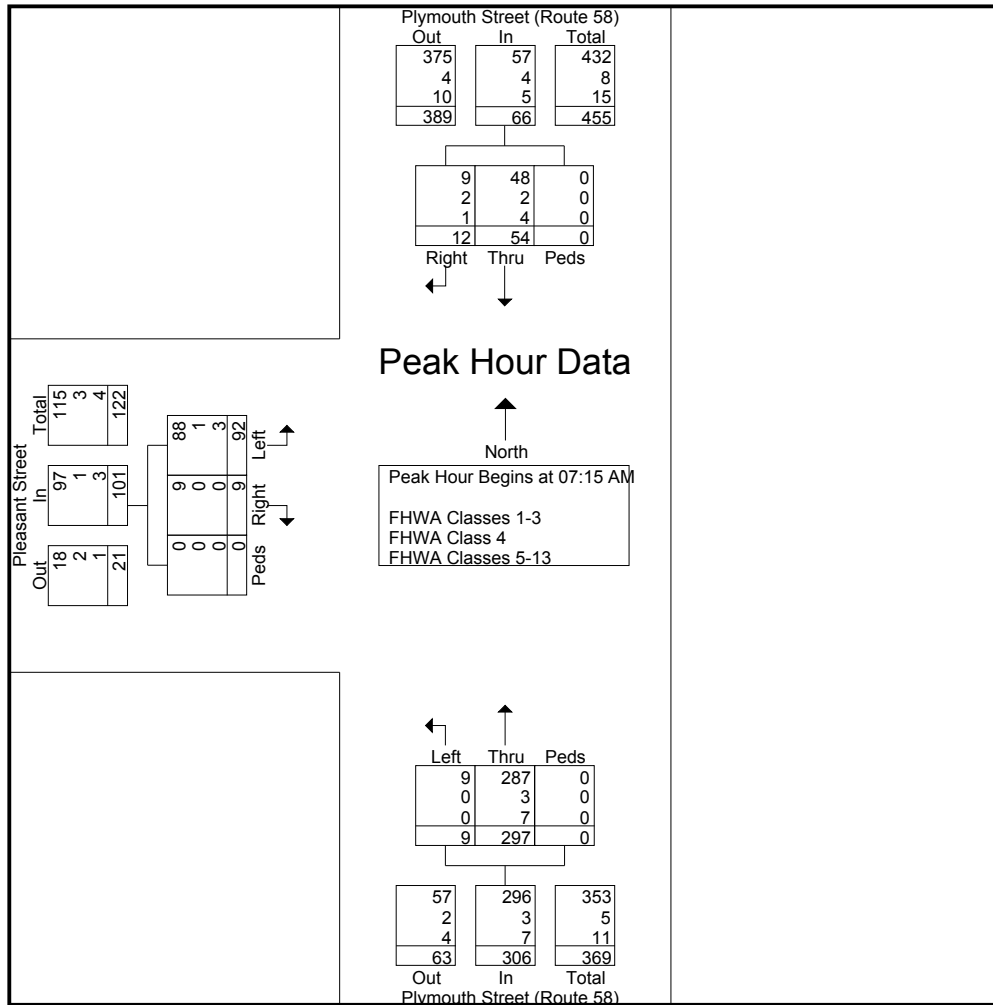 Plymouth Street (Route 58)
Out In Total
375 57 432
4 4 8
10 5 15
389 66 455
9 48 0
2 2 0
1 4 0
12 54 0
Right Thru Peds
Peak Hour Data
North
Peak Hour Begins at 07:15 AM
FHWA Classes 1-3
FHWA Class 4
FHWA Classes 5-13
Pleasant Street
Out In Total
18 97 115
2 1 3
1 3 4
21 101 122
0 9 88
0 0 1
0 0 3
0 9 92
Peds Right Left
Left Thru Peds
9 287 0
0 3 0
0 7 0
9 297 0
57 296 353
2 3 5
4 7 11
63 306 369
Out In Total
Plymouth Street (Route 58)